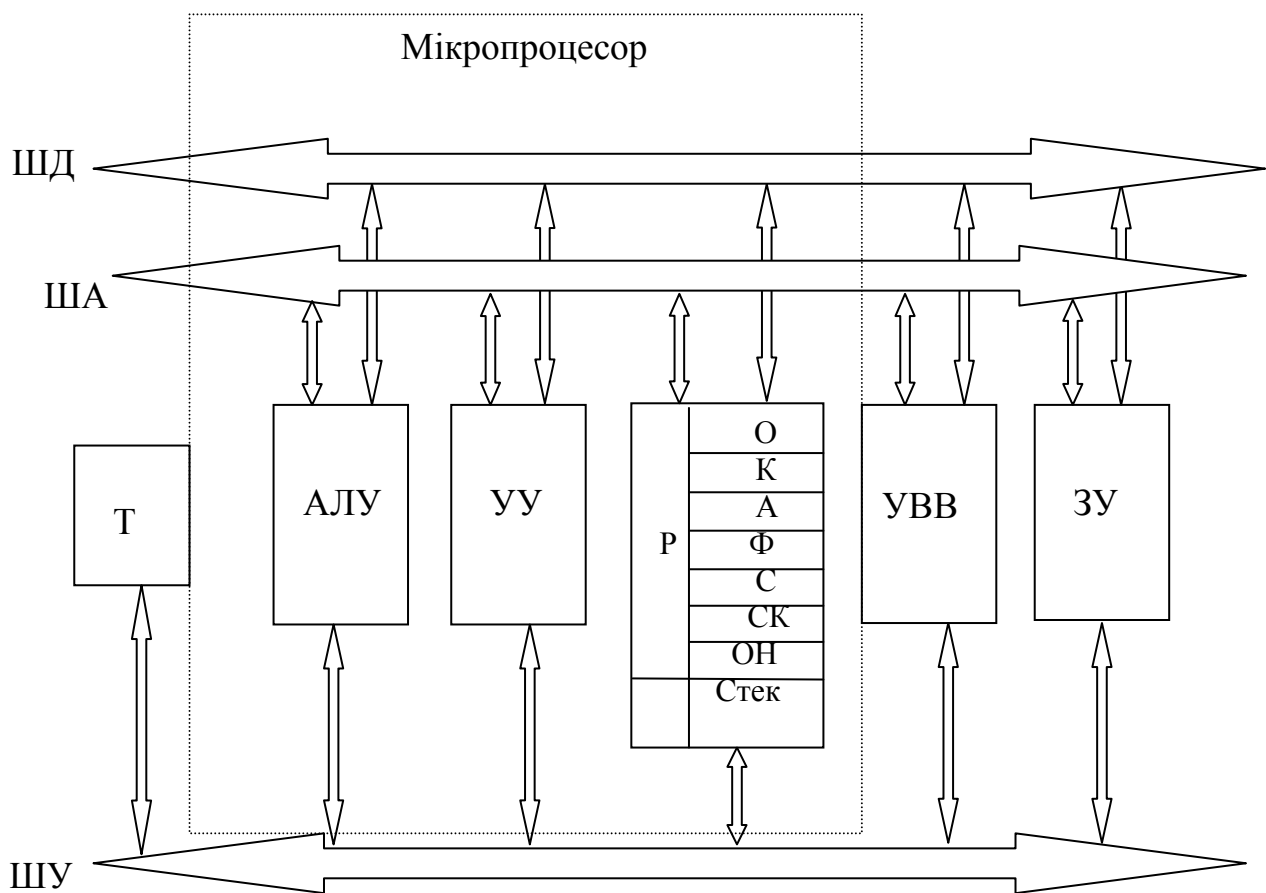 Мікропроцесор
ШД
ША
О
К
А
Ф
С
СК
ОН
Стек
Р
Т
АЛУ
УУ
УВВ
ЗУ
ШУ